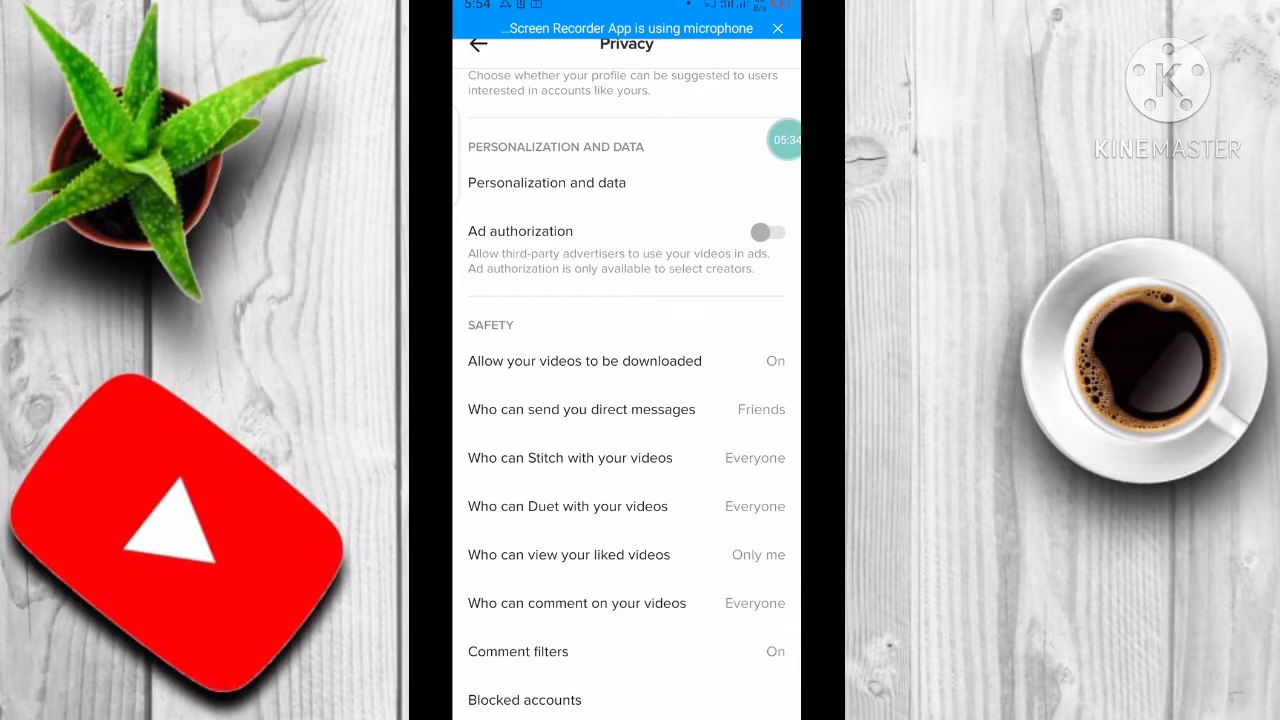 5:54
B/s
...Screen Recorder App is using microphone
Privacy
Choose whether your profile can be suggested to users
interested in accounts like yours.
05:34
PERSONALIZATION AND DATA
Personalization and data
Ad authorization
Allow third-party advertisers to use your videos in ads.
Ad authorization is only available to select creators.
SAFETY
Allow your videos to be downloaded On
Who can send you direct messages Friends
Who can Stitch with your videos Everyone
Who can Duet with your videos Everyone
Who can view your liked videos Only me
Who can comment on your videos Everyone
Comment filters On
Blocked accounts
K
KINEMASTER